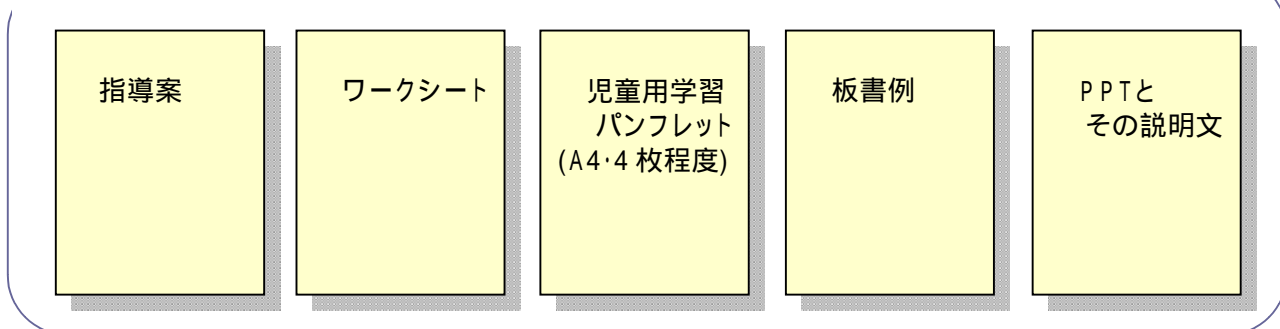 指導案
ワークシート
児童用学習
パンフレット
(A4・4枚程度)
板書例
PPTと
その説明文